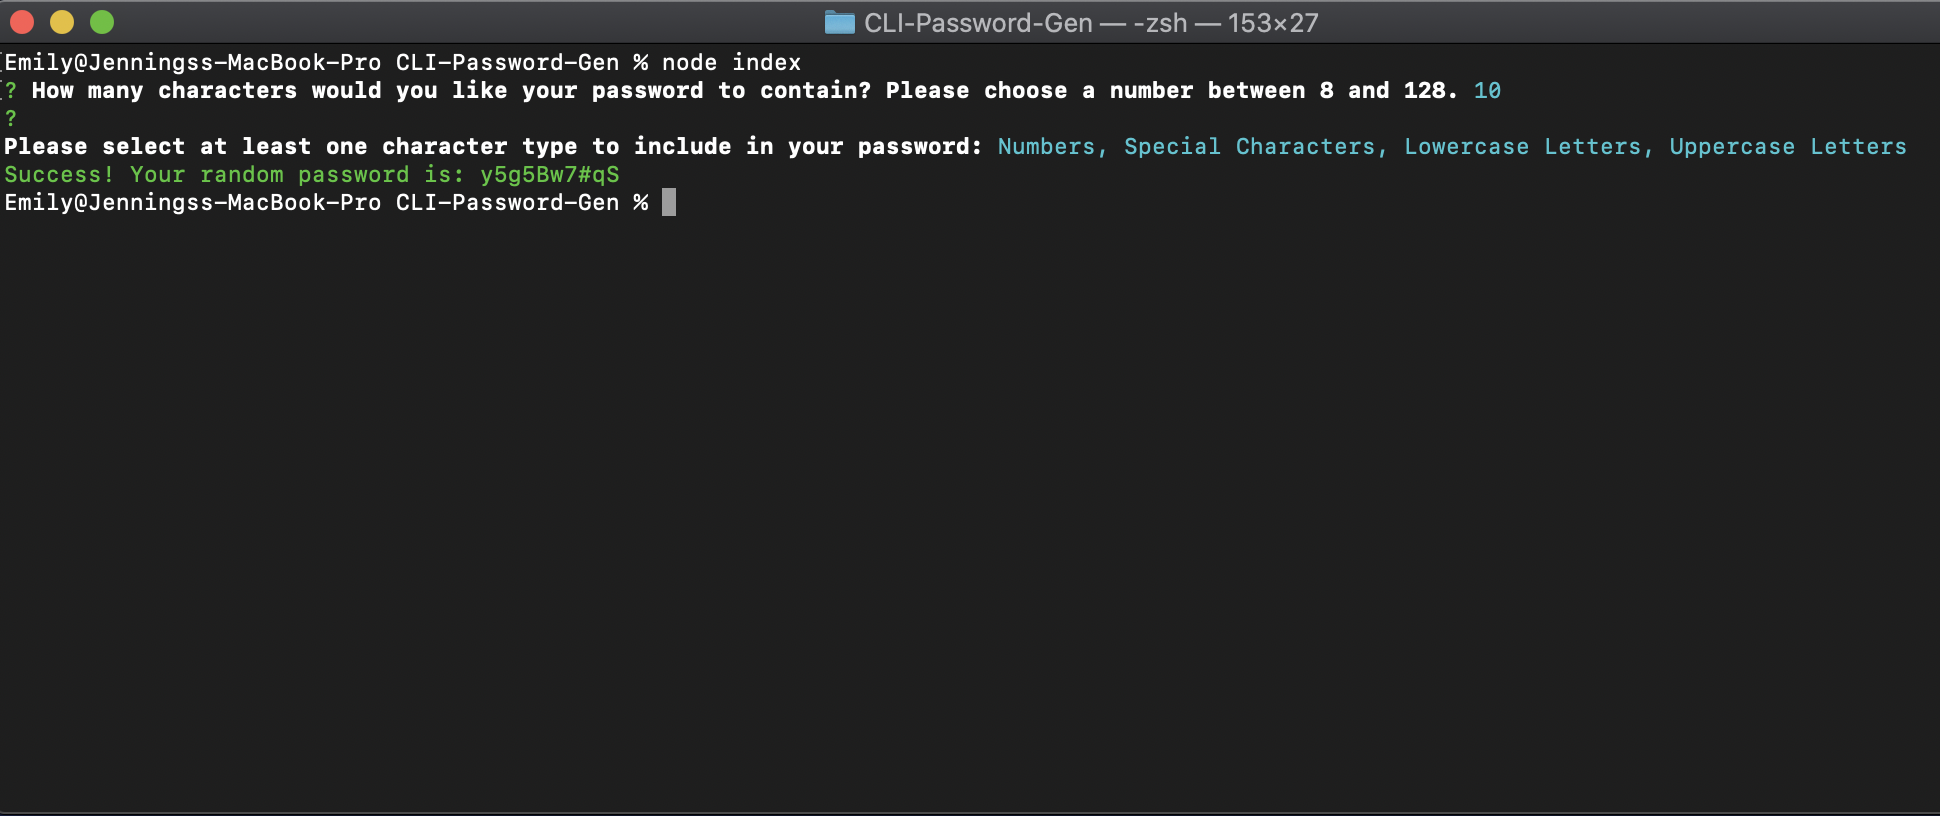 CLI-Password-Gen — -zsh — 153×27
Emily@Jenningss-MacBook-Pro CLI-Password-Gen % node index
? How many characters would you like your password to contain? Please choose a number between 8 and 128. 10
?
Please select at least one character type to include in your password: Numbers, Special Characters, Lowercase Letters, Uppercase Letters
Success! Your random password is: y5g5Bw7#qS
Emily@Jenningss-MacBook-Pro CLI-Password-Gen %